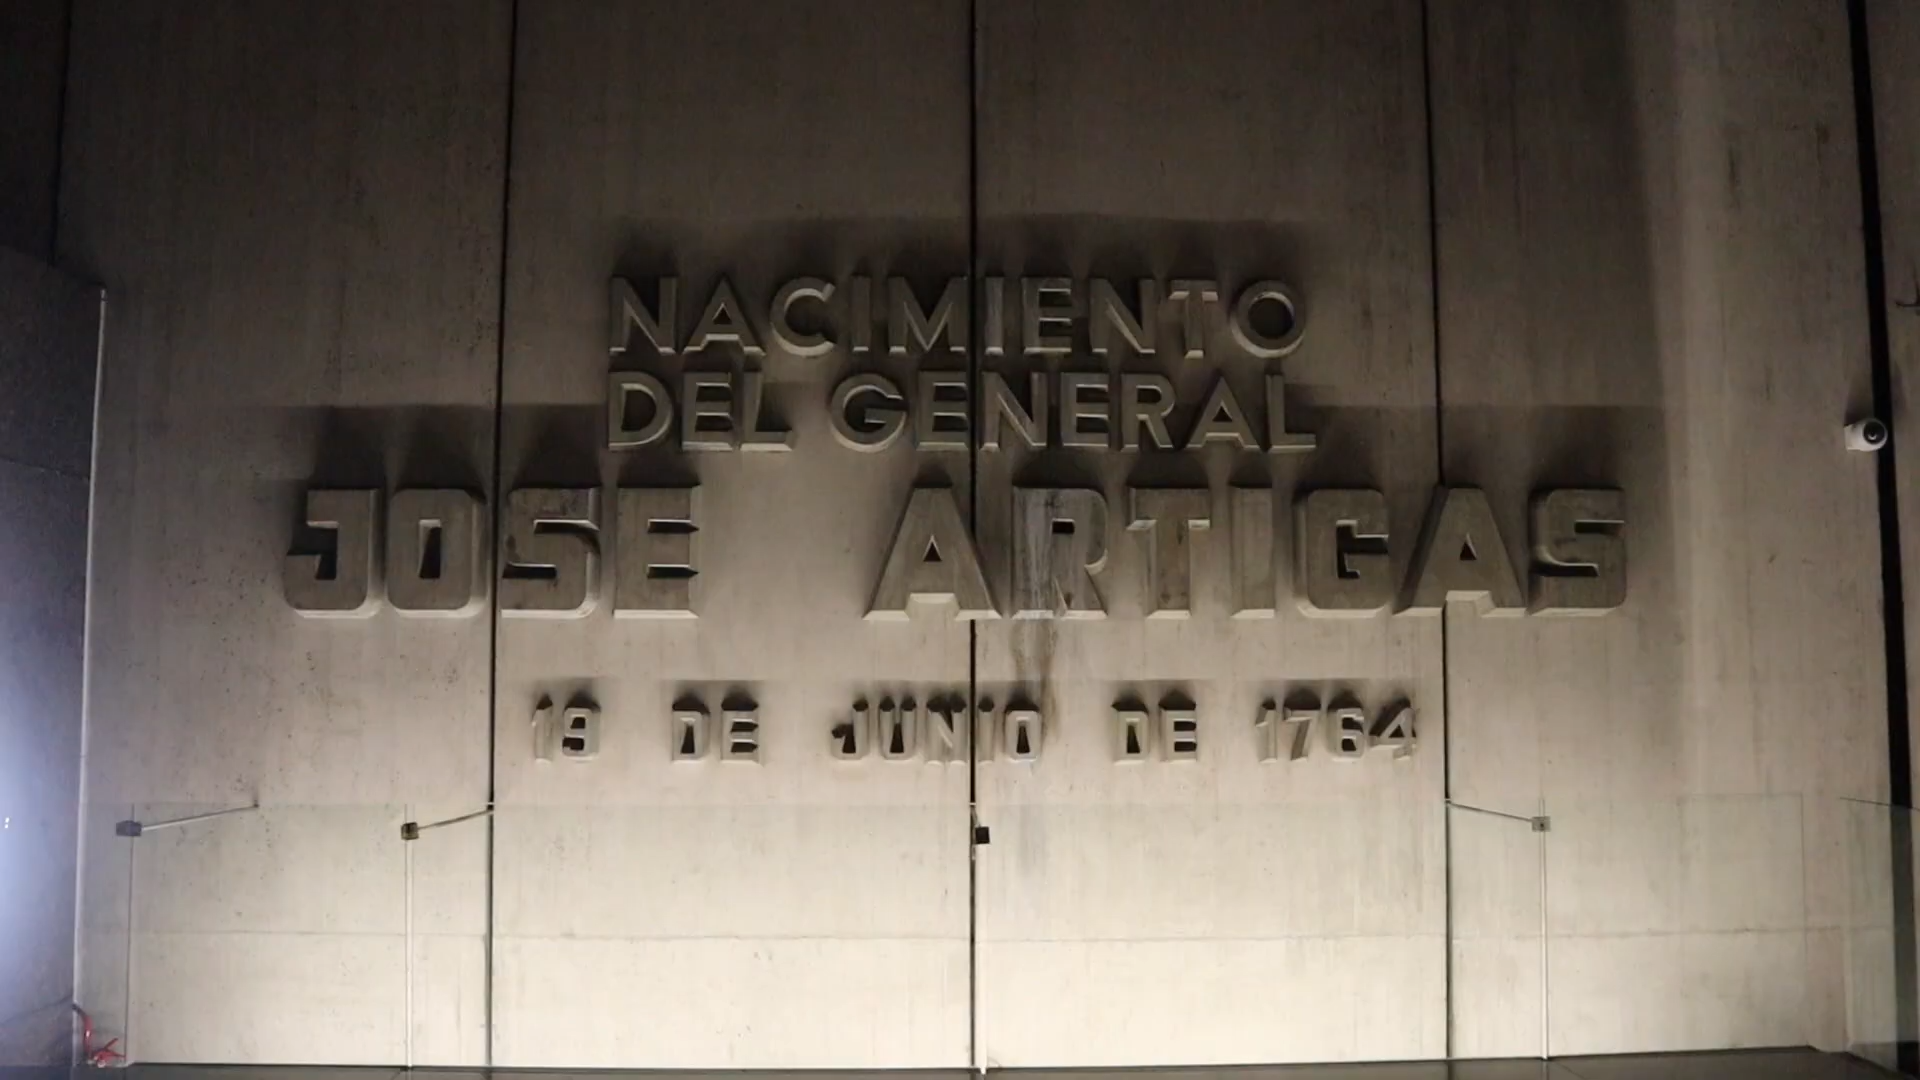 NACIMIENTO
DEL GENERAL
JOSE ARTIGAS
19 DE JUNIO DE 1764